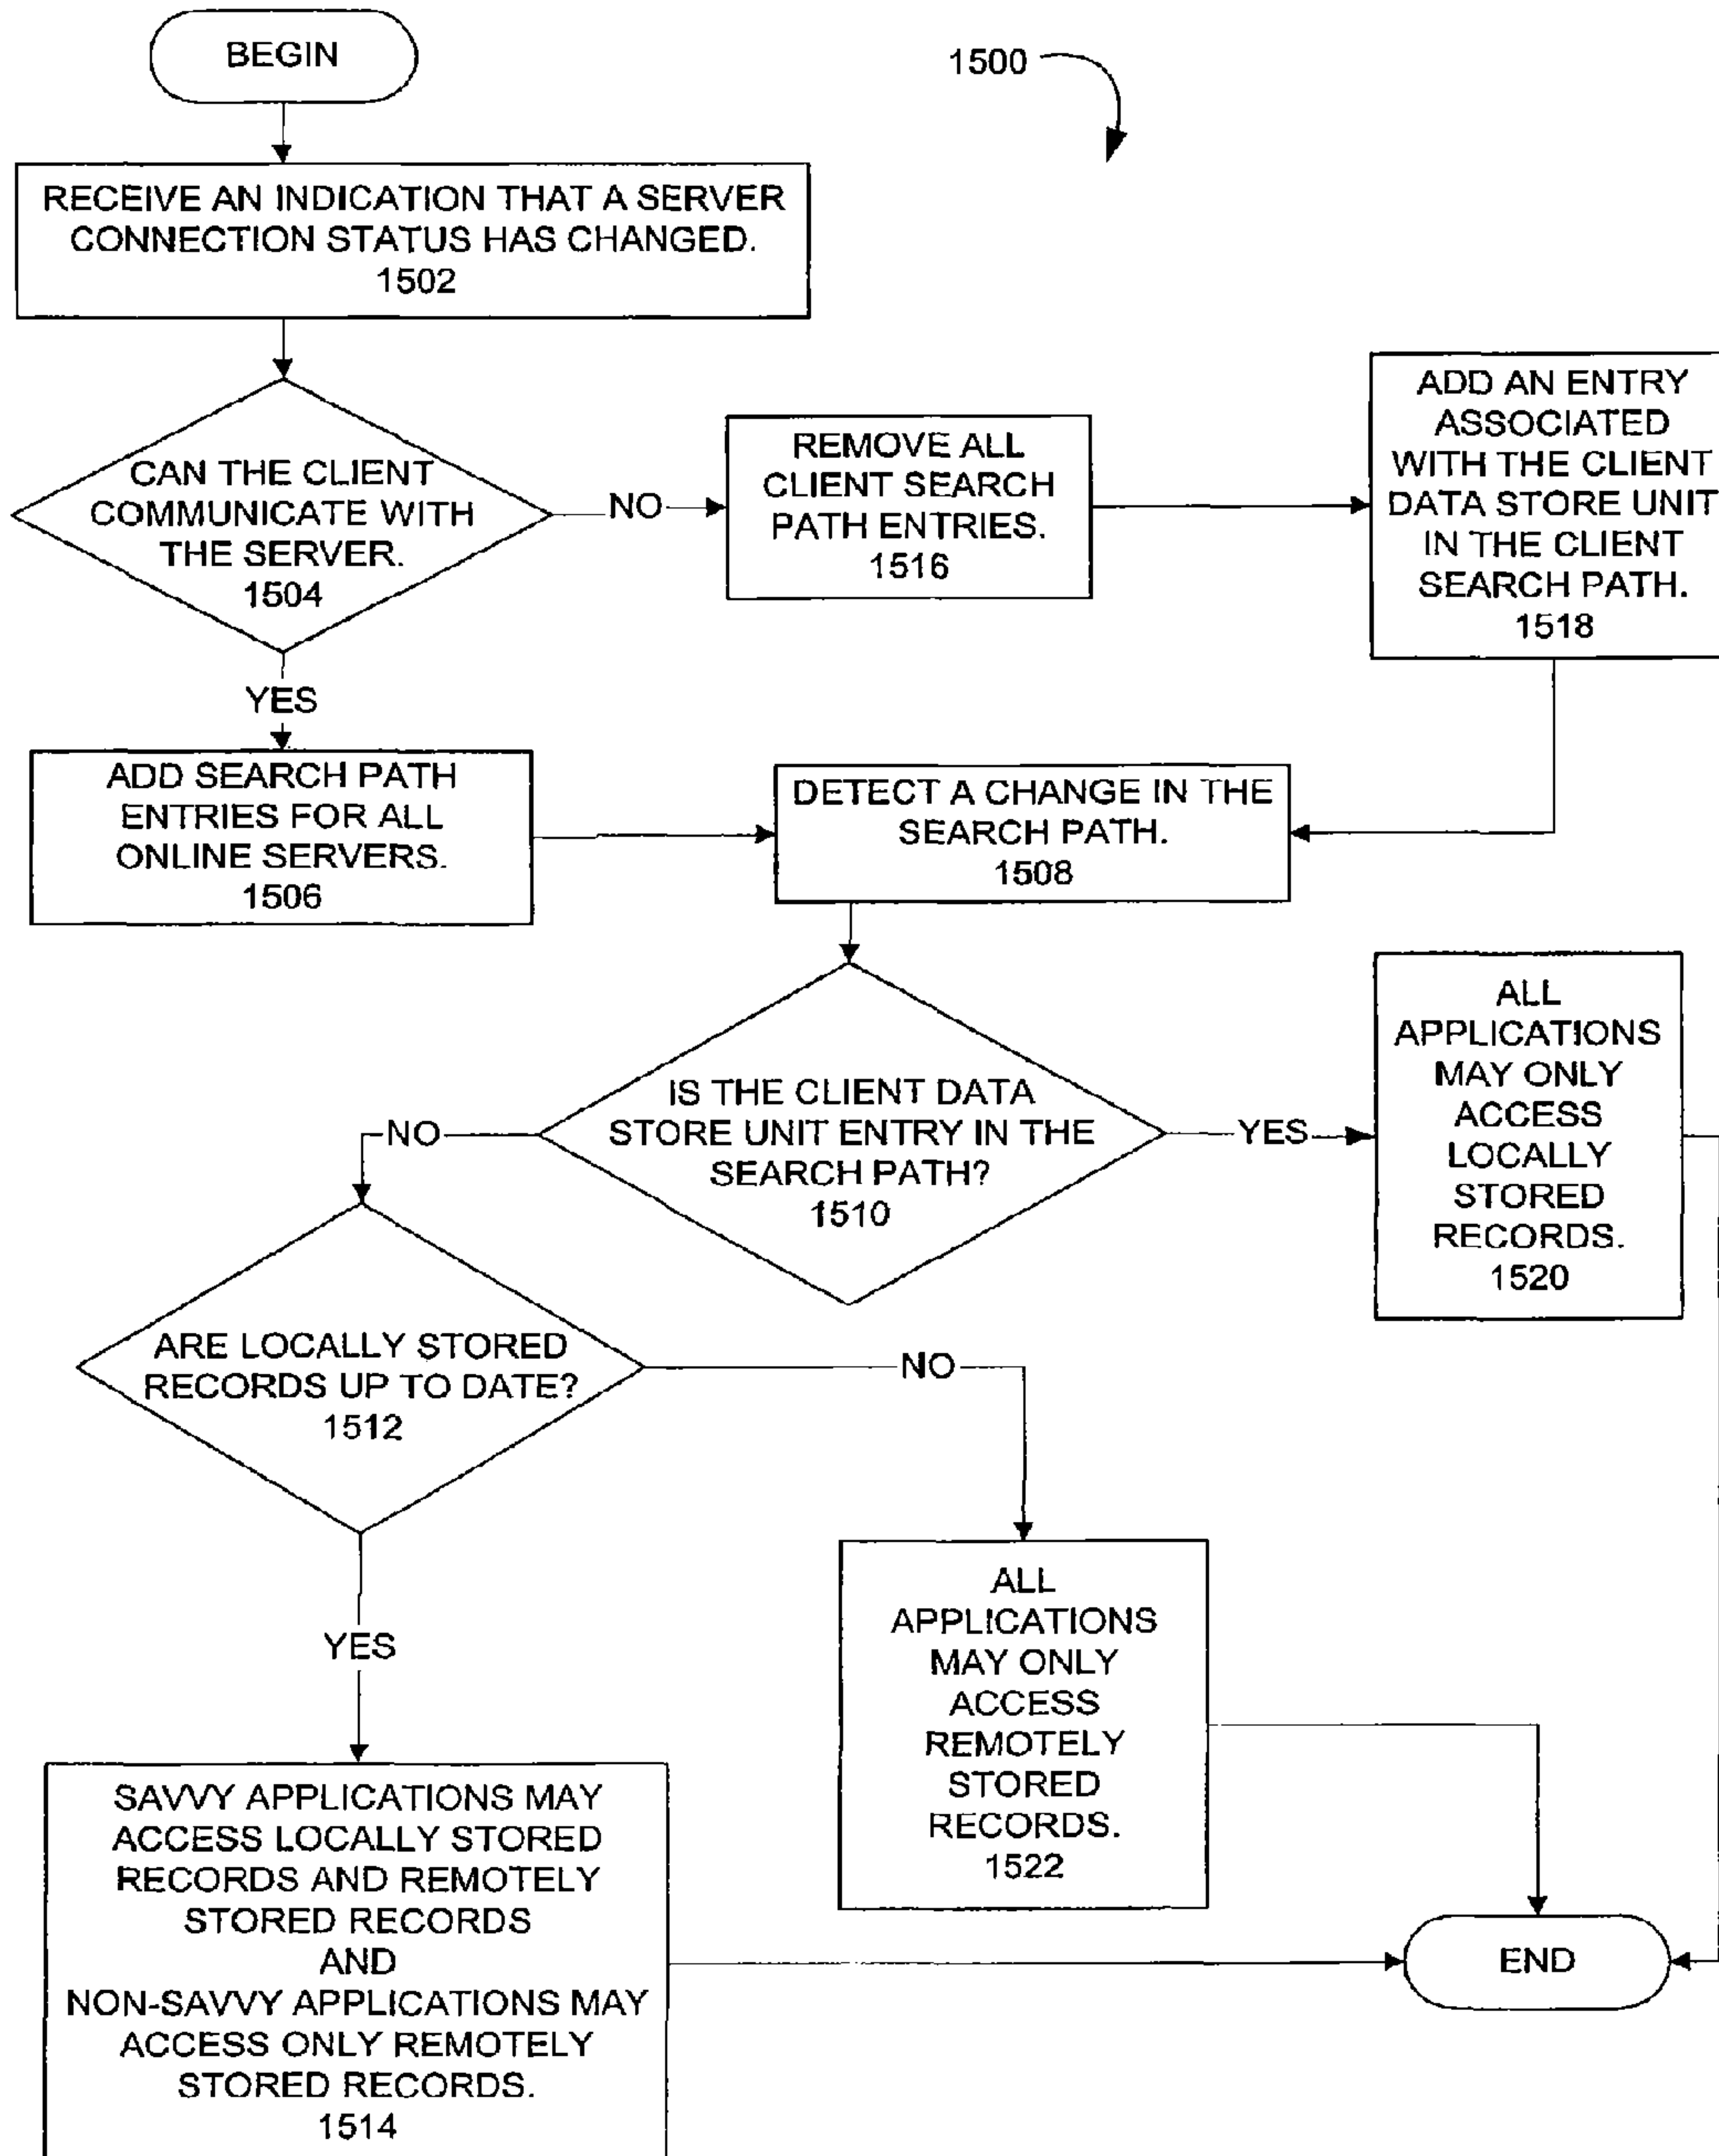 BEGIN
1500
RECEIVE AN INDICATION THAT A SERVER
CONNECTION STATUS HAS CHANGED.
1502
CAN THE CLIENT
COMMUNICATE WITH
THE SERVER.
1504
NO
REMOVE ALL
CLIENT SEARCH
PATH ENTRIES.
1516
ADD AN ENTRY
ASSOCIATED
WITH THE CLIENT
DATA STORE UNIT
IN THE CLIENT
SEARCH PATH.
1518
YES
ADD SEARCH PATH
ENTRIES FOR ALL
ONLINE SERVERS.
1506
DETECT A CHANGE IN THE
SEARCH PATH.
1508
IS THE CLIENT DATA
STORE UNIT ENTRY IN THE
SEARCH PATH?
1510
NO
YES
ALL
APPLICATIONS
MAY ONLY
ACCESS
LOCALLY
STORED
RECORDS.
1520
ARE LOCALLY STORED
RECORDS UP TO DATE?
1512
NO
YES
ALL
APPLICATIONS
MAY ONLY
ACCESS
REMOTELY
STORED
RECORDS.
1522
SAVVY APPLICATIONS MAY
ACCESS LOCALLY STORED
RECORDS AND REMOTELY
STORED RECORDS
AND
NON-SAVVY APPLICATIONS MAY
ACCESS ONLY REMOTELY
STORED RECORDS.
1514
END